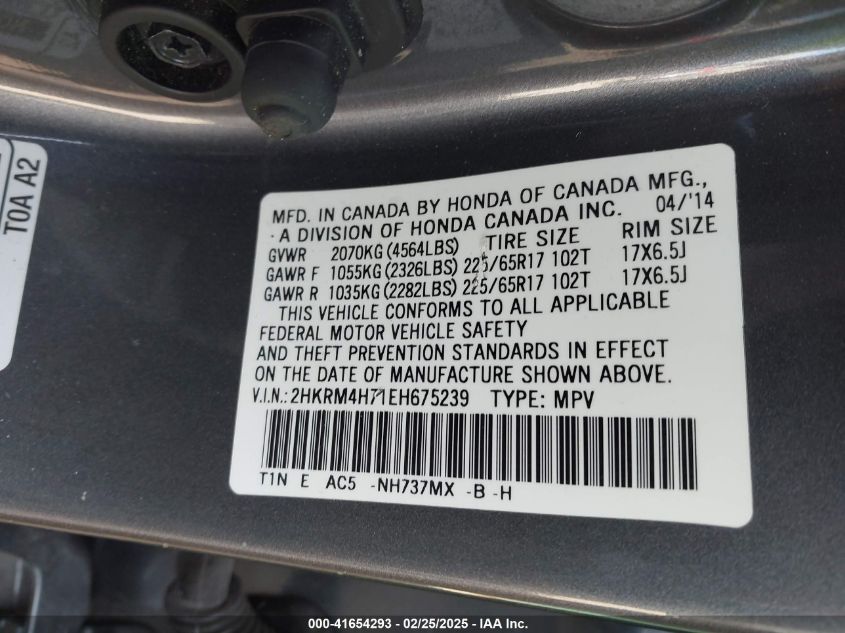 T0A A2
MFD. IN CANADA BY HONDA OF CANADA MFG.,
- A DIVISION OF HONDA CANADA INC. 04/'14
GVWR 2070KG (4564LBS) TIRE SIZE RIM SIZE
GAWR F 1055KG (2326LBS) 225/65R17 102T 17X6.5J
GAWR R 1035KG (2282LBS) 225/65R17 102T 17X6.5J
THIS VEHICLE CONFORMS TO ALL APPLICABLE
FEDERAL MOTOR VEHICLE SAFETY
AND THEFT PREVENTION STANDARDS IN EFFECT
ON THE DATE OF MANUFACTURE SHOWN ABOVE.
V.I.N.: 2HKRM4H71EH675239 TYPE: MPV
T1N E AC5 -NH737MX -B -H
000-41654293 - 02/25/2025 - IAA Inc.